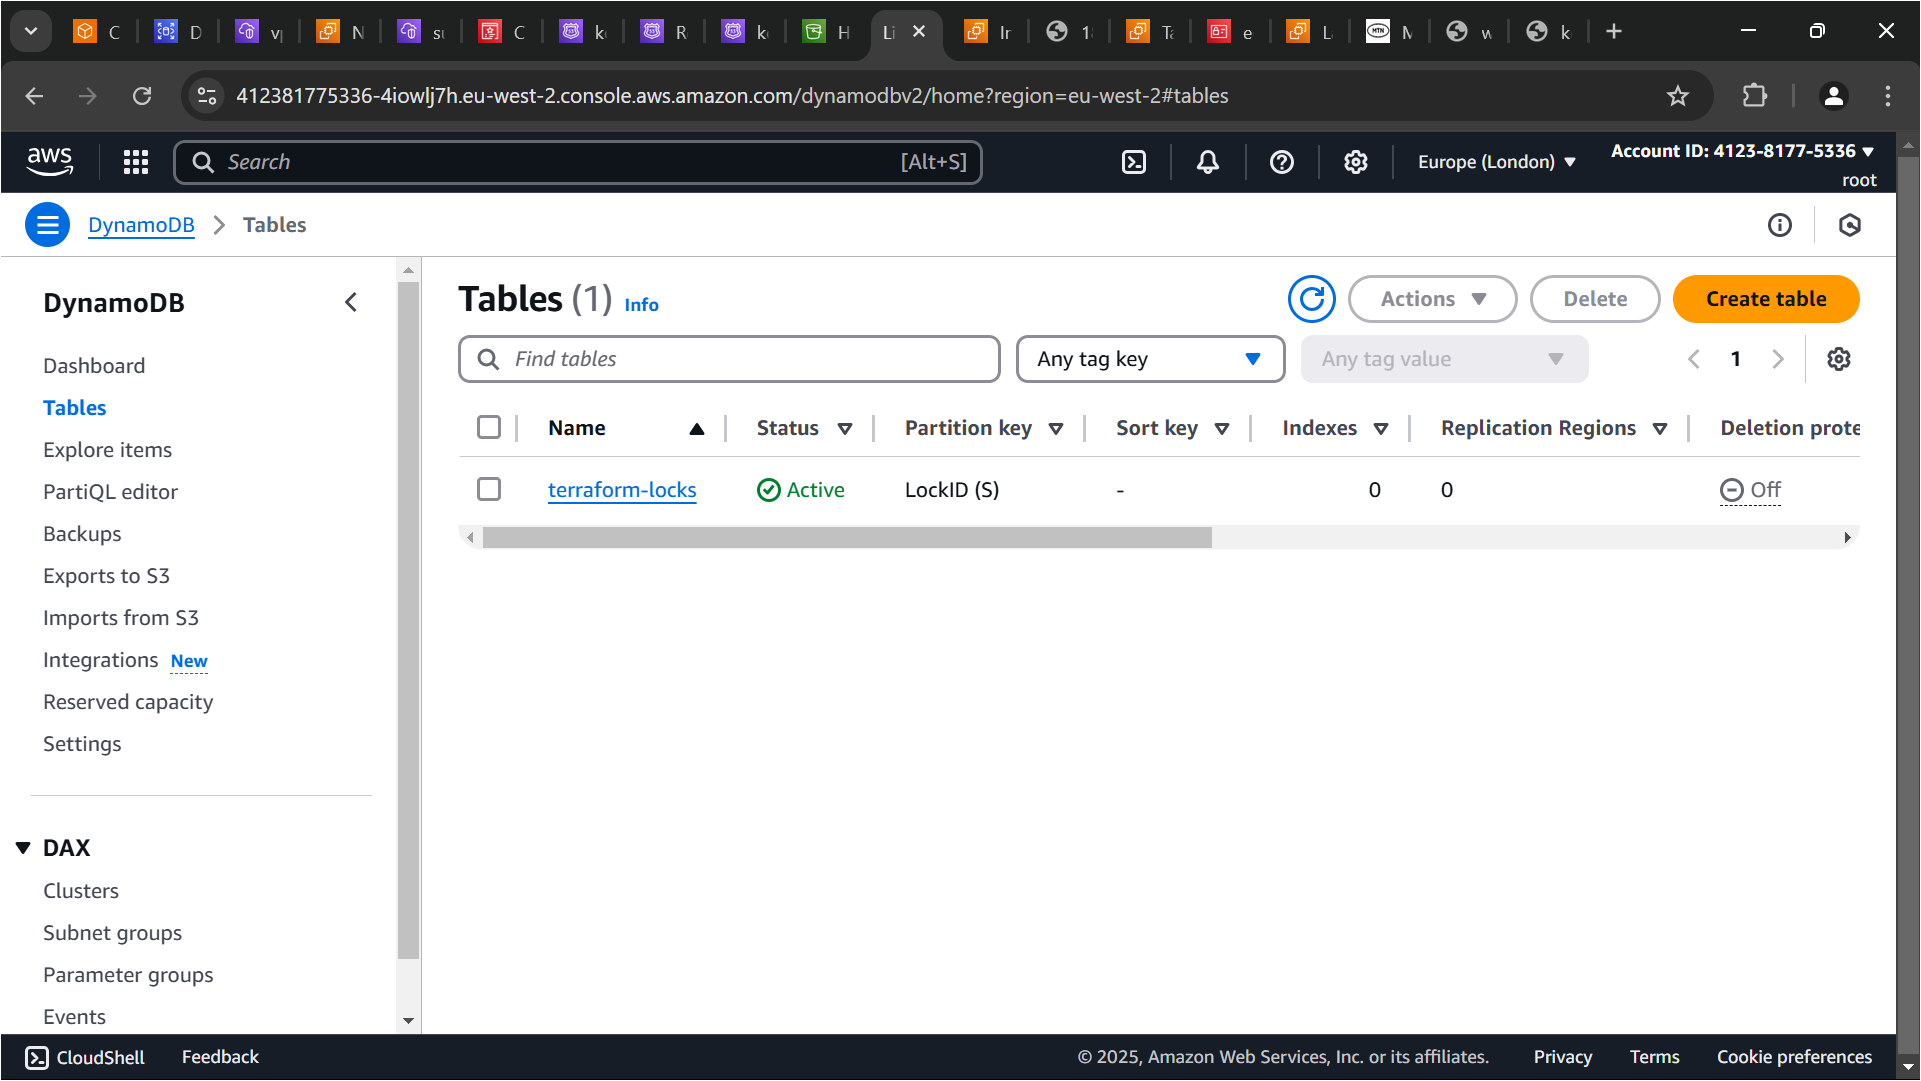 412381775336-4iowlj7h.eu-west-2.console.aws.amazon.com/dynamodbv2/home?region=eu-west-2#tables
aws
Search [Alt+S]
Europe (London)
Account ID: 4123-8177-5336
root
DynamoDB > Tables
DynamoDB
Dashboard
Tables
Explore items
PartiQL editor
Backups
Exports to S3
Imports from S3
Integrations New
Reserved capacity
Settings
DAX
Clusters
Subnet groups
Parameter groups
Events
Tables (1) Info
Actions
Delete
Create table
Find tables
Any tag key
Any tag value
1
Name Status Partition key Sort key Indexes Replication Regions Deletion prote
terraform-locks Active LockID (S) - 0 0 Off
CloudShell Feedback
© 2025, Amazon Web Services, Inc. or its affiliates. Privacy Terms Cookie preferences